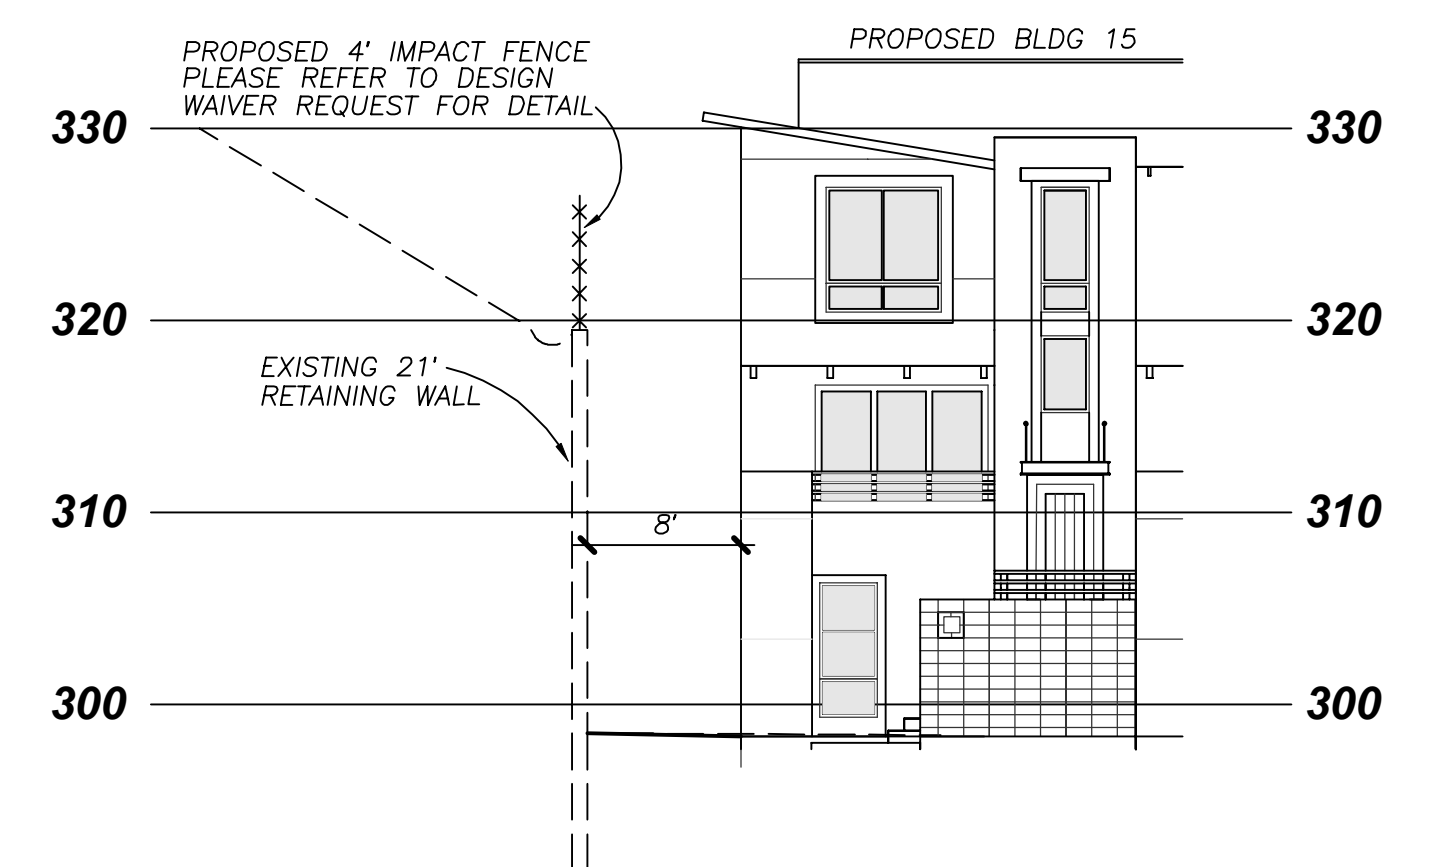 PROPOSED BLDG 15
PROPOSED 4' IMPACT FENCE
PLEASE REFER TO DESIGN
WAIVER REQUEST FOR DETAIL
330 330
320 320
EXISTING 21'
RETAINING WALL
310 310
8'
300 300